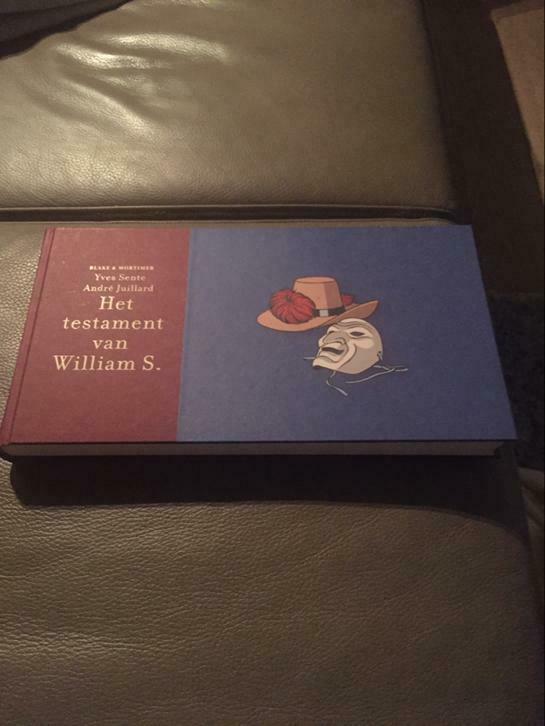 BLAKE & MORTIMER
Yves Sente
André Juillard
Het
testament
van
William S.